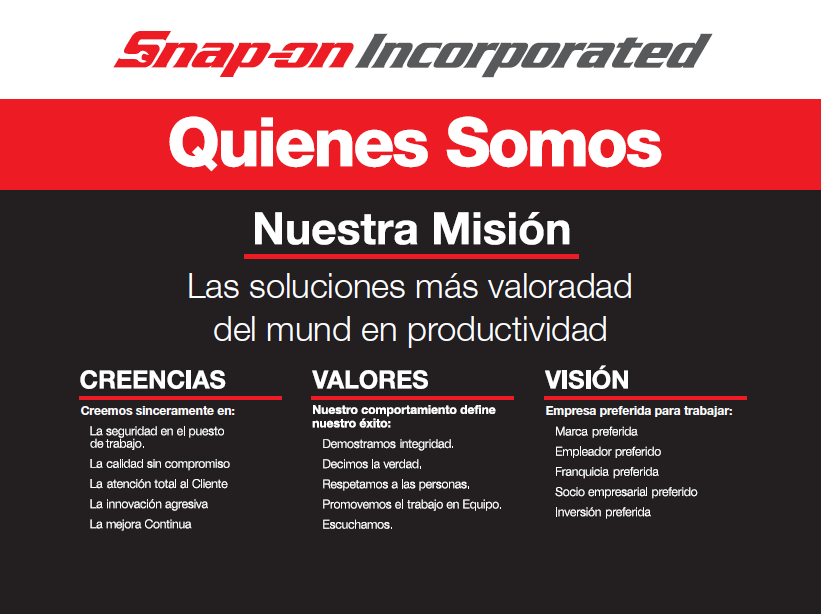 Snap-on Incorporated
Quienes Somos
Nuestra Misión
Las soluciones más valoradad
del mund en productividad
CREENCIAS
Creemos sinceramente en:
La seguridad en el puesto
de trabajo.
La calidad sin compromiso
La atención total al Cliente
La innovación agresiva
La mejora Continua
VALORES
Nuestro comportamiento define
nuestro éxito:
Demostramos integridad.
Decimos la verdad.
Respetamos a las personas.
Promovemos el trabajo en Equipo.
Escuchamos.
VISIÓN
Empresa preferida para trabajar:
Marca preferida
Empleador preferido
Franquicia preferida
Socio empresarial preferido
Inversión preferida